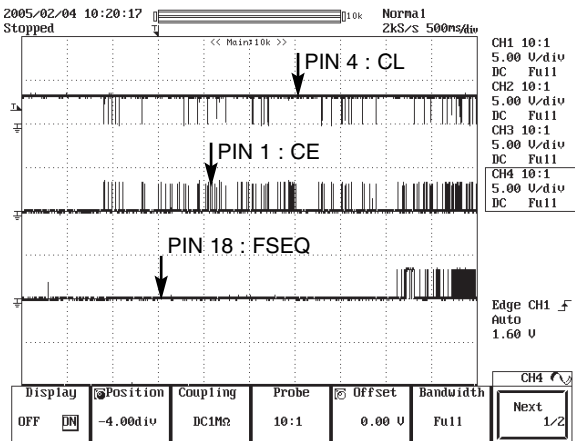 2005/02/04 10:20:17
Stopped
10k
Normal
2kS/s 500ms/div
<< Main:10k >>
CH1 10:1
5.00 V/div
DC Full
CH2 10:1
5.00 V/div
DC Full
CH3 10:1
5.00 V/div
DC Full
CH4 10:1
5.00 V/div
DC Full
PIN 4 : CL
PIN 1 : CE
PIN 18 : FSEQ
Edge CH1
Auto
1.60 V
CH4
Display
OFF ON
Position
-4.00div
Coupling
DC1MΩ
Probe
10:1
Offset
0.00 V
Bandwidth
Full
Next
1/2